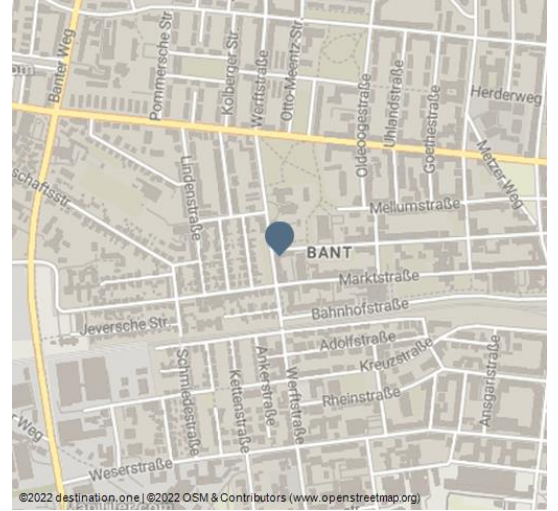 Banter Weg
Pommersche Str
Kolberger Str
Werftstraße
Otto-Meentz-Str
Oldeoogestraße
Uhlandstraße
Goethestraße
Herderweg
Metzer Weg
Lindenstraße
schaftsstr.
Mellumstraße
BANT
Marktstraße
Bahnhofstraße
Jeversche Str.
Adolfstraße
Kreuzstraße
Rheinstraße
Ansgaristraße
Schmiedestraße
Kettenstraße
Ankerstraße
Werftstraße
Weserstraße
©2022 destination.one | ©2022 OSM & Contributors (www.openstreetmap.org)